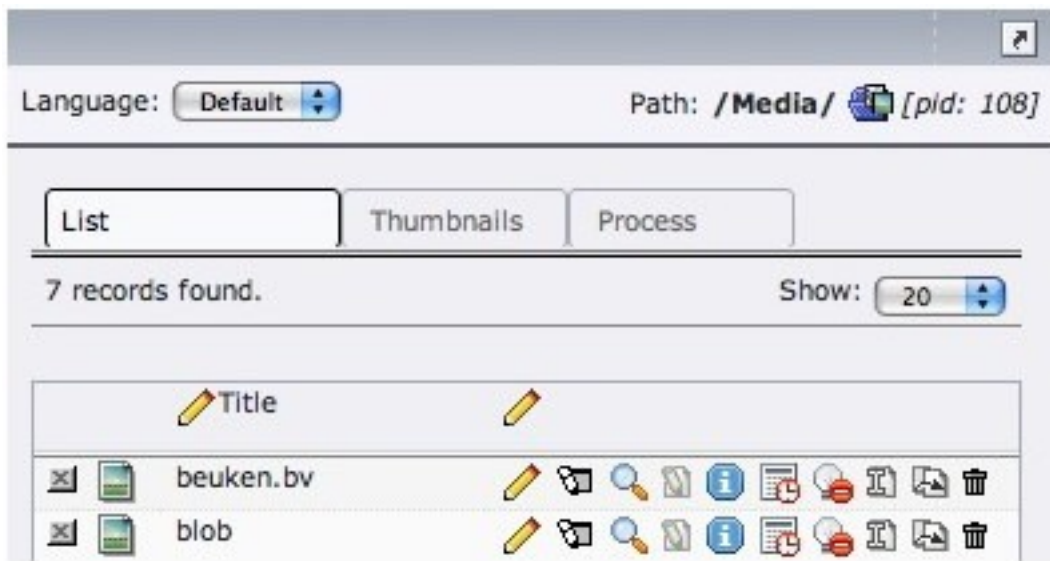 Language: Default Path: /Media/ [pid: 108]
List Thumbnails Process
7 records found. Show: 20
Title
beuken.bv
blob